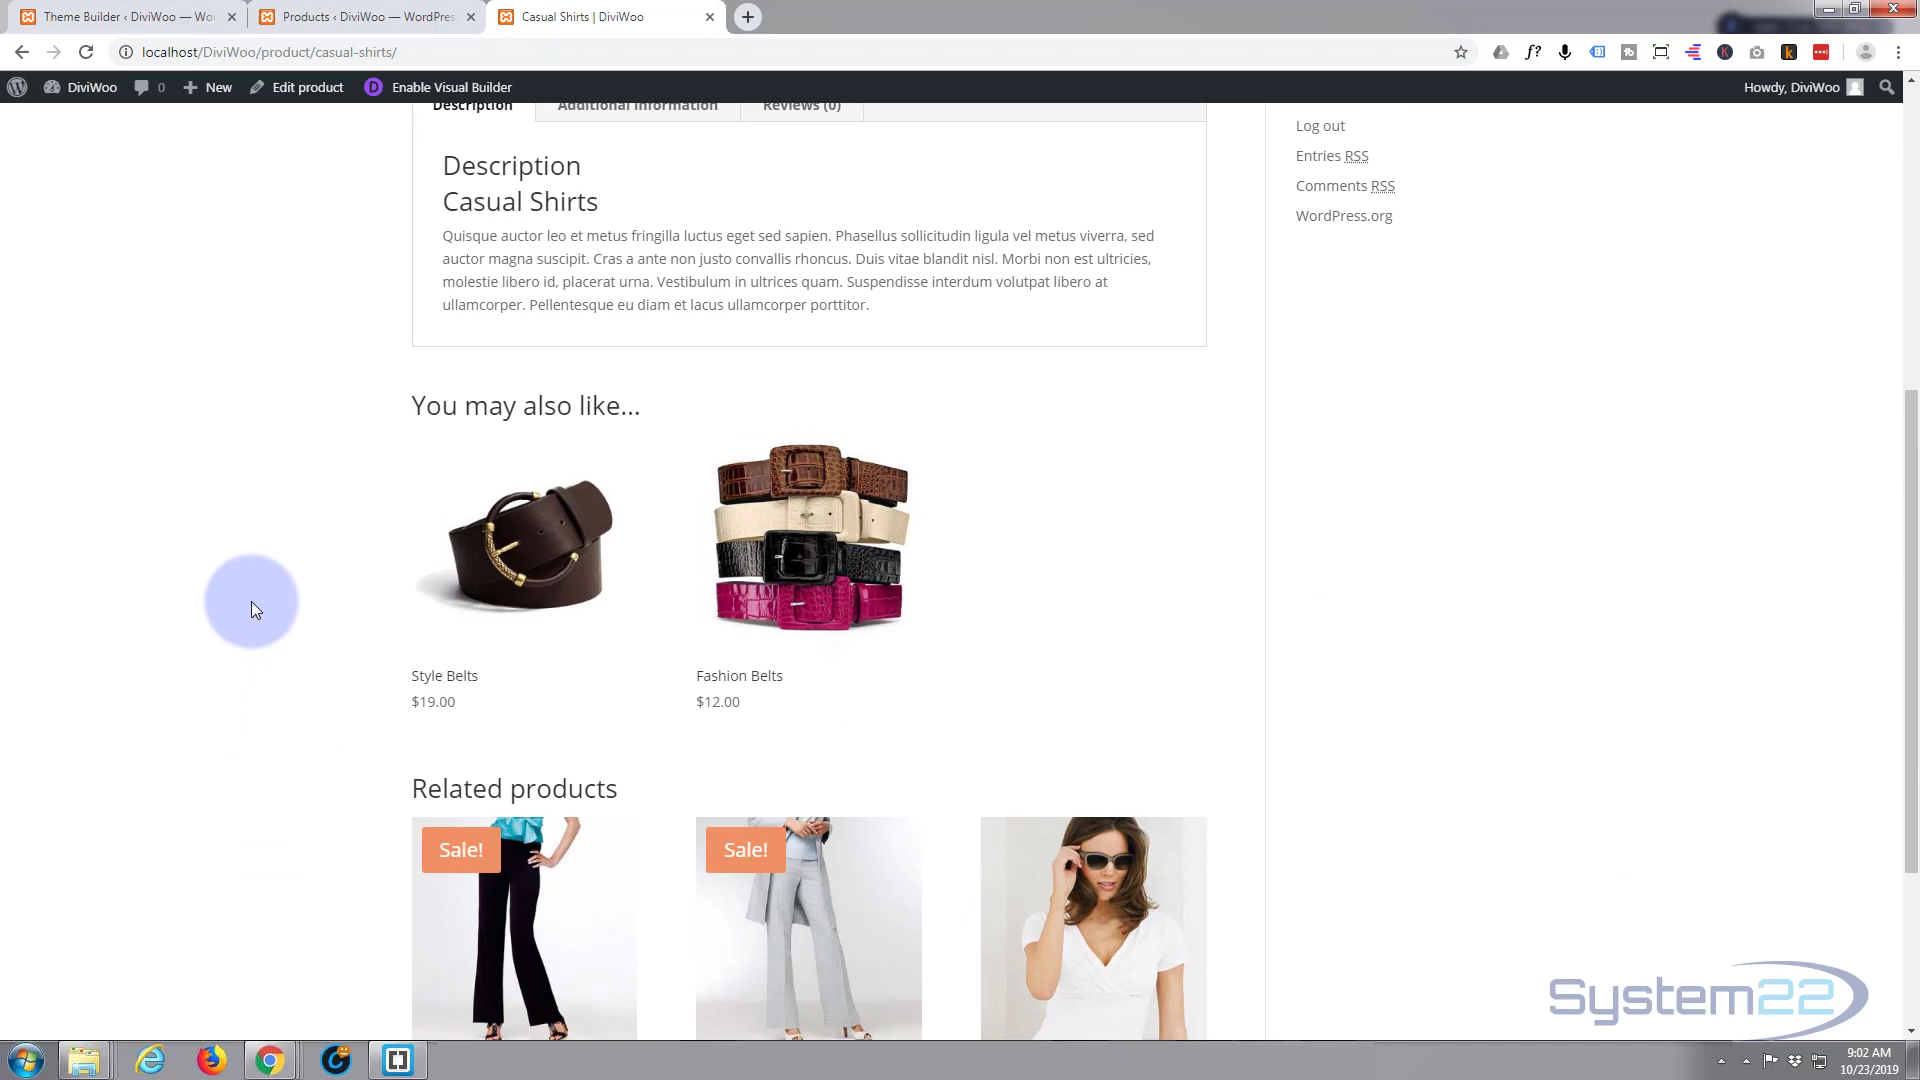 Theme Builder ‹ DiviWoo — Wor
Products ‹ DiviWoo — WordPress
Casual Shirts | DiviWoo
localhost/DiviWoo/product/casual-shirts/
DiviWoo
0
New
Edit product
Enable Visual Builder
Howdy, DiviWoo
Description
Additional information
Reviews (0)
Log out
Entries RSS
Comments RSS
WordPress.org
Description
Casual Shirts
Quisque auctor leo et metus fringilla luctus eget sed sapien. Phasellus sollicitudin ligula vel metus viverra, sed
auctor magna suscipit. Cras a ante non justo convallis rhoncus. Duis vitae blandit nisl. Morbi non est ultricies,
molestie libero id, placerat urna. Vestibulum in ultrices quam. Suspendisse interdum volutpat libero at
ullamcorper. Pellentesque eu diam et lacus ullamcorper porttitor.
You may also like…
Style Belts
$19.00
Fashion Belts
$12.00
Related products
Sale!
Sale!
System22
9:02 AM
10/23/2019